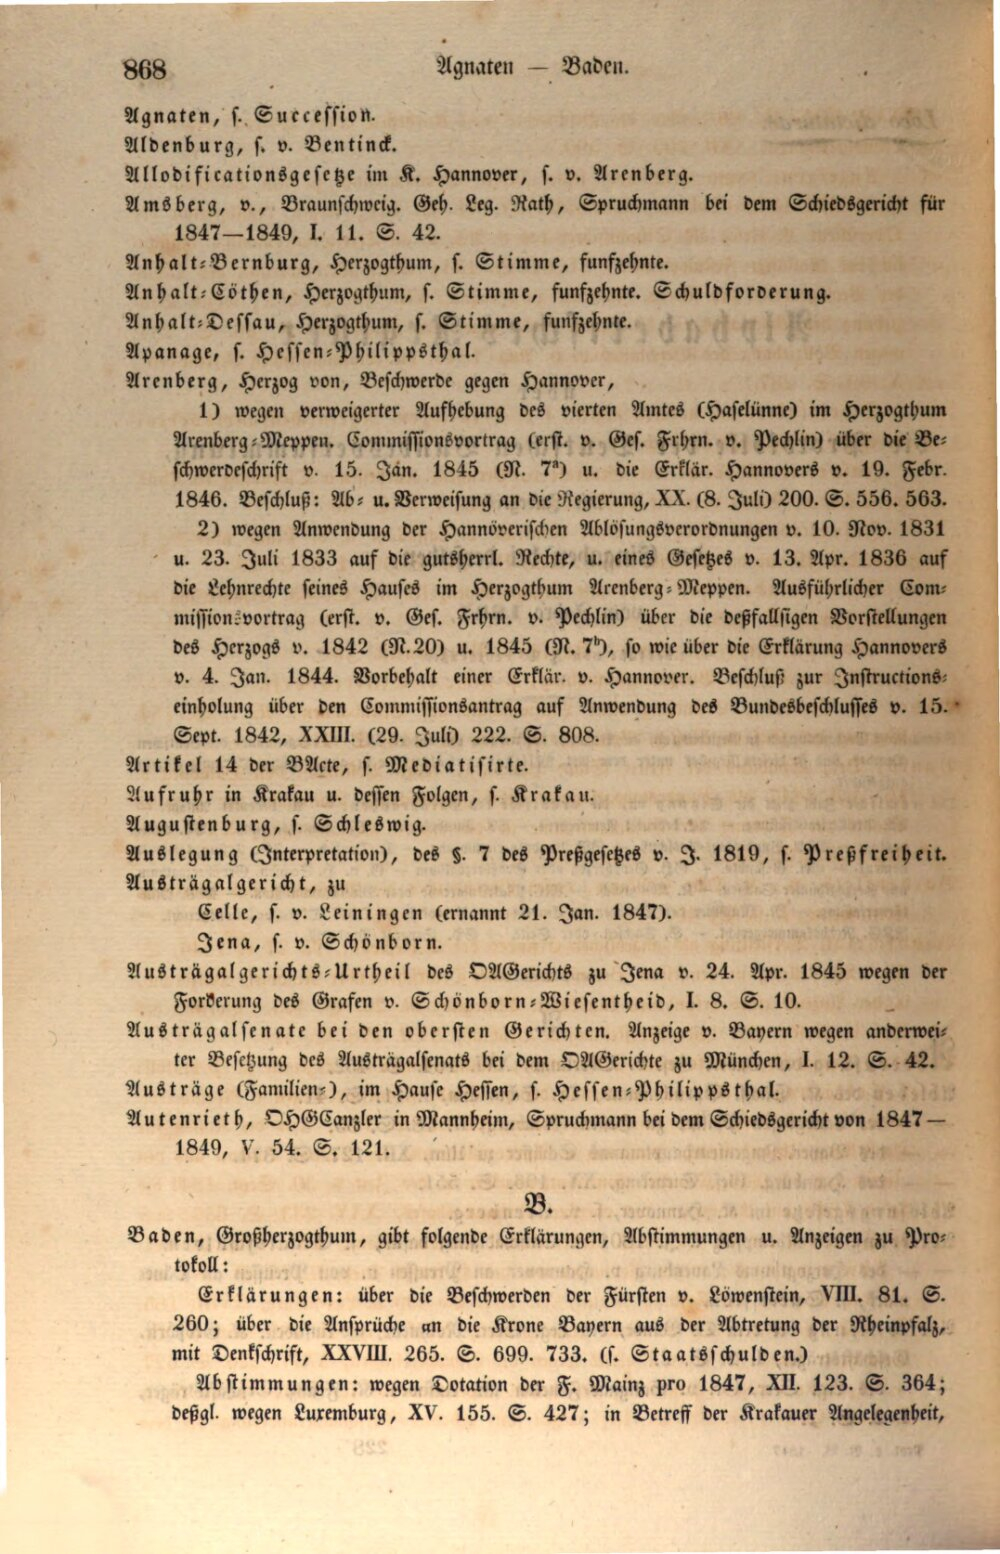 868 Agnaten — Baden.
Agnaten, s. Succession.
Aldenburg, s. v. Bentinck.
Allodificationsgesetze im K. Hannover, s. v. Arenberg.
Amsberg, v., Braunschweig. Geh. Leg. Rath, Spruchmann bei dem Schiedsgericht für
1847—1849, I. 11. S. 42.
Anhalt-Bernburg, Herzogthum, s. Stimme, funfzehnte.
Anhalt-Cöthen, Herzogthum, s. Stimme, funfzehnte. Schuldforderung.
Anhalt-Dessau, Herzogthum, s. Stimme, funfzehnte.
Apanage, s. Hessen-Philippsthal.
Arenberg, Herzog von, Beschwerde gegen Hannover,
1) wegen verweigerter Aufhebung des vierten Amtes (Haselünne) im Herzogthum
Arenberg-Meppen. Commissionsvortrag (erst. v. Ges. Frhrn. v. Pechlin) über die Be-
schwerdeschrift v. 15. Jan. 1845 (N. 7ª) u. die Erklär. Hannovers v. 19. Febr.
1846. Beschluß: Ab- u. Verweisung an die Regierung, XX. (8. Juli) 200. S. 556. 563.
2) wegen Anwendung der Hannöverischen Ablösungsverordnungen v. 10. Nov. 1831
u. 23. Juli 1833 auf die gutsherrl. Rechte, u. eines Gesetzes v. 13. Apr. 1836 auf
die Lehnrechte seines Hauses im Herzogthum Arenberg-Meppen. Ausführlicher Com-
missionsvortrag (erst. v. Ges. Frhrn. v. Pechlin) über die deßfallsigen Vorstellungen
des Herzogs v. 1842 (N.20) u. 1845 (N. 7ᵇ), so wie über die Erklärung Hannovers
v. 4. Jan. 1844. Vorbehalt einer Erklär. v. Hannover. Beschluß zur Instructions-
einholung über den Commissionsantrag auf Anwendung des Bundesbeschlusses v. 15.
Sept. 1842, XXIII. (29. Juli) 222. S. 808.
Artikel 14 der BActe, s. Mediatisirte.
Aufruhr in Krakau u. dessen Folgen, s. Krakau.
Augustenburg, s. Schleswig.
Auslegung (Interpretation), des §. 7 des Preßgesetzes v. J. 1819, s. Preßfreiheit.
Austrägalgericht, zu
Celle, s. v. Leiningen (ernannt 21. Jan. 1847).
Jena, s. v. Schönborn.
Austrägalgerichts-Urtheil des OAGerichts zu Jena v. 24. Apr. 1845 wegen der
Forderung des Grafen v. Schönborn-Wiesentheid, I. 8. S. 10.
Austrägalsenate bei den obersten Gerichten. Anzeige v. Bayern wegen anderwei-
ter Besetzung des Austrägalsenats bei dem OAGerichte zu München, I. 12. S. 42.
Austräge (Familien-), im Hause Hessen, s. Hessen-Philippsthal.
Autenrieth, OHGCanzler in Mannheim, Spruchmann bei dem Schiedsgericht von 1847—
1849, V. 54. S. 121.
B.
Baden, Großherzogthum, gibt folgende Erklärungen, Abstimmungen u. Anzeigen zu Pro-
tokoll:
Erklärungen: über die Beschwerden der Fürsten v. Löwenstein, VIII. 81. S.
260; über die Ansprüche an die Krone Bayern aus der Abtretung der Rheinpfalz,
mit Denkschrift, XXVIII. 265. S. 699. 733. (s. Staatsschulden.)
Abstimmungen: wegen Dotation der F. Mainz pro 1847, XII. 123. S. 364;
deßgl. wegen Luxemburg, XV. 155. S. 427; in Betreff der Krakauer Angelegenheit,